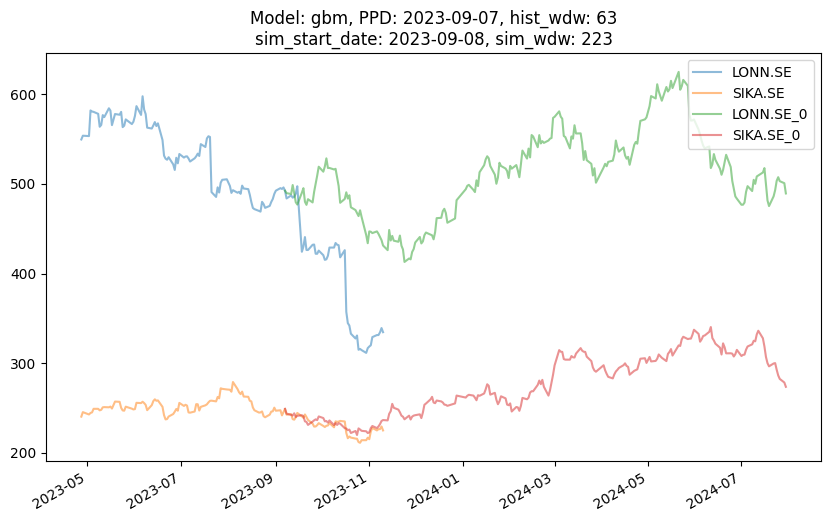 Model: gbm, PPD: 2023-09-07, hist_wdw: 63
sim_start_date: 2023-09-08, sim_wdw: 223
LONN.SE
SIKA.SE
LONN.SE_0
SIKA.SE_0
600
500
400
300
200
2023-05
2023-07
2023-09
2023-11
2024-01
2024-03
2024-05
2024-07